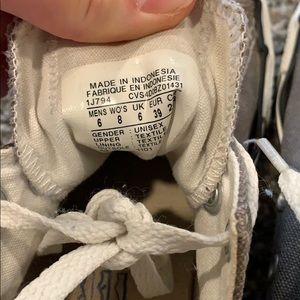 MADE IN INDONESIA
FABRIQUE EN INDONESIE
1J794
MENS WO'S UK EUR
6 8 6 39
GENDER : UNISEX
UPPER : TEXTILE
LINING : TEXTILE